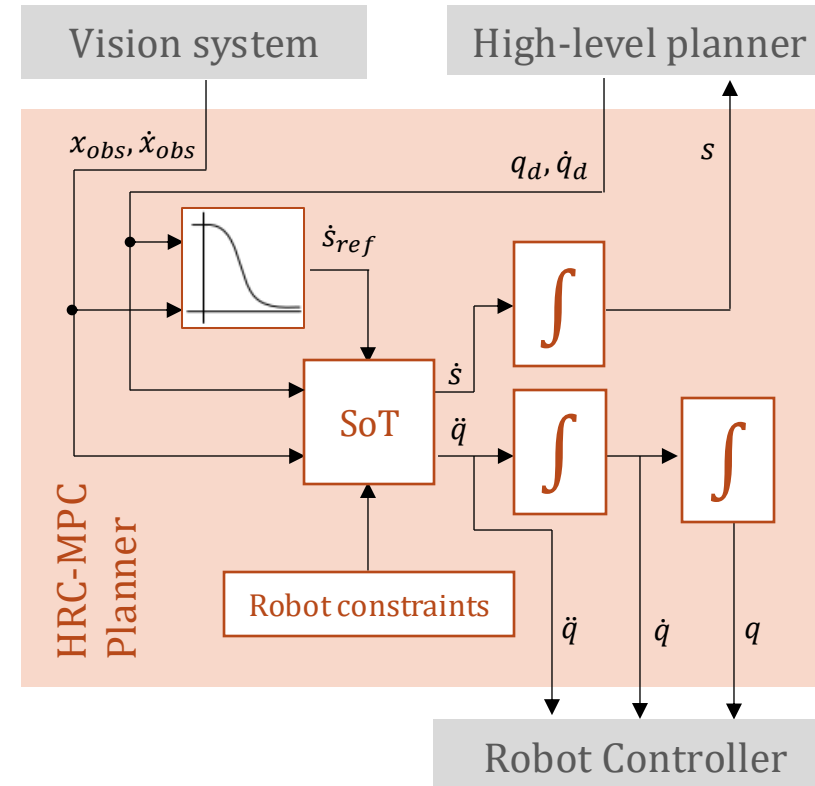 Vision system
High-level planner
x_obs, ẋ_obs
q_d, q̇_d
s
ṡ_ref
∫
ṡ
SoT
q̈
∫
∫
HRC-MPC
Planner
Robot constraints
q̈
q̇
q
Robot Controller